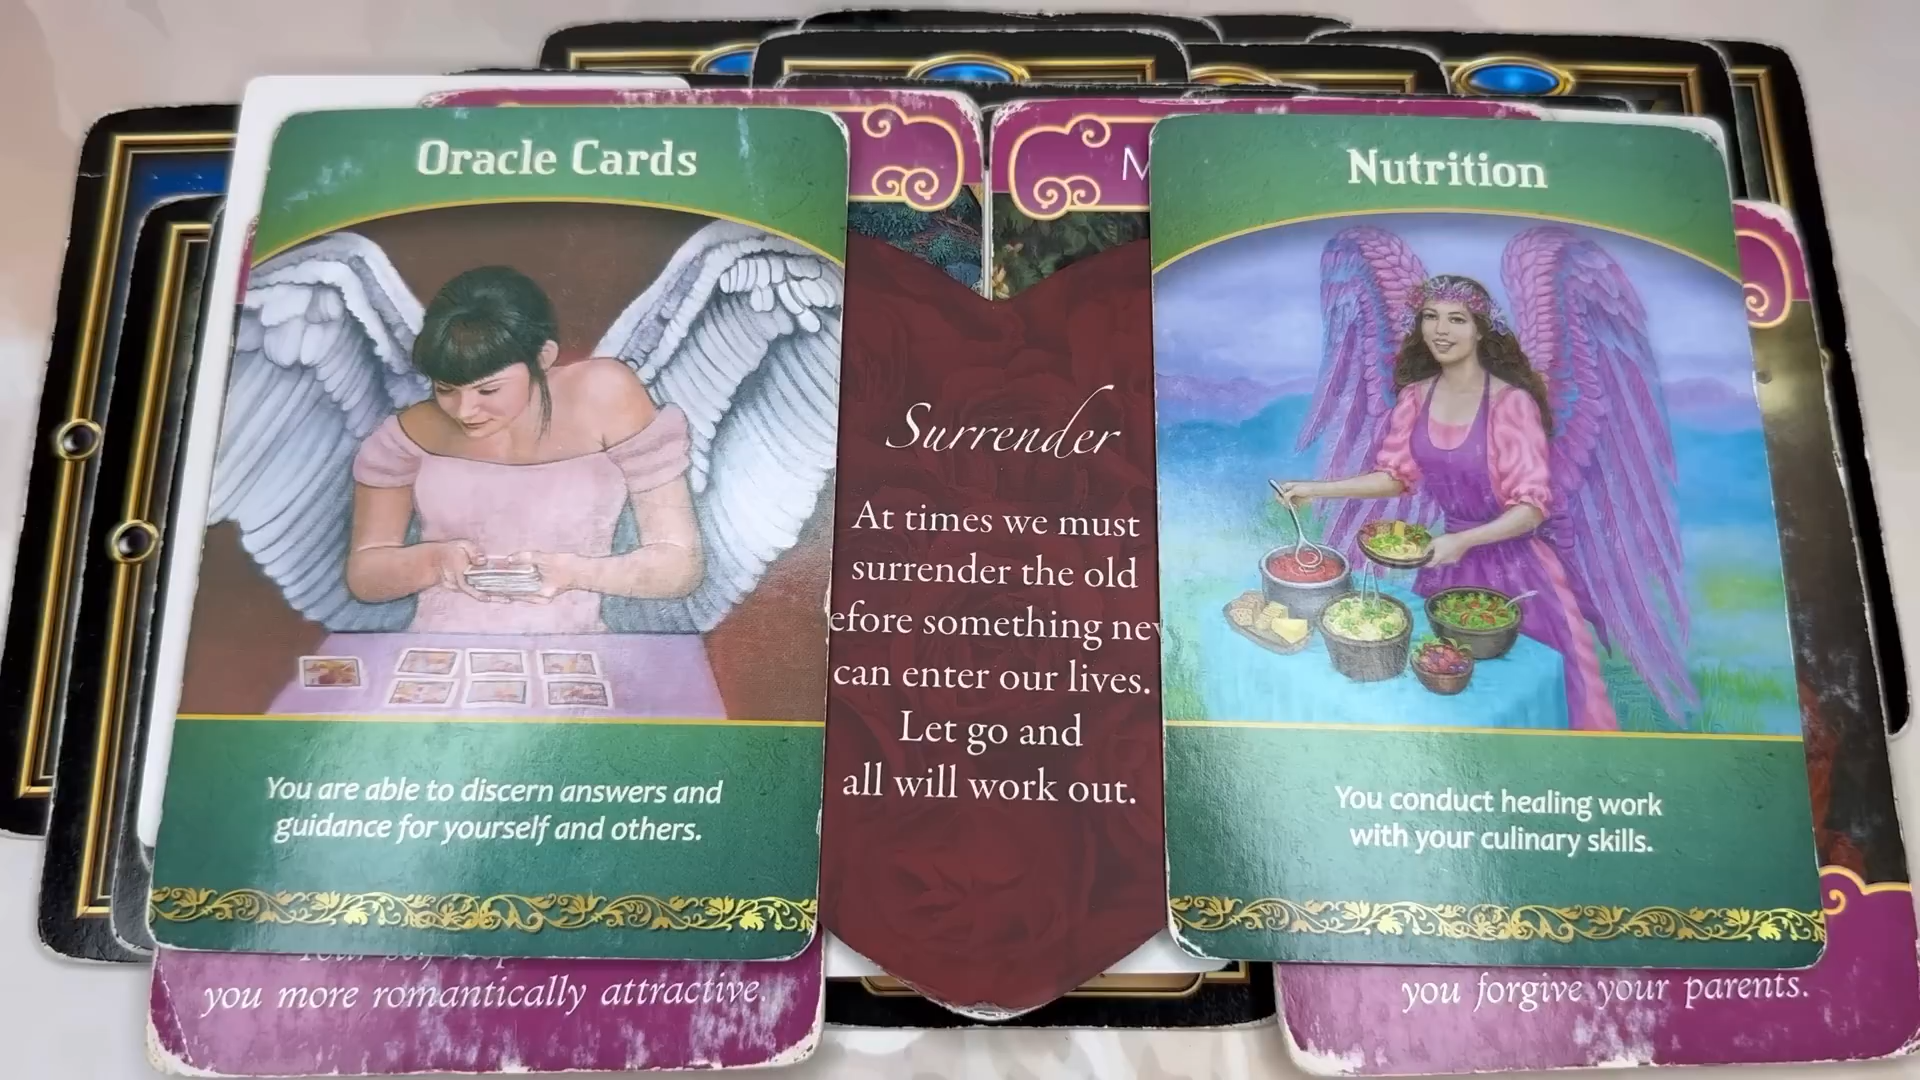 Oracle Cards
You are able to discern answers and
guidance for yourself and others.
you more romantically attractive.
Surrender
At times we must
surrender the old
efore something ne
can enter our lives.
Let go and
all will work out.
M
Nutrition
You conduct healing work
with your culinary skills.
you forgive your parents.